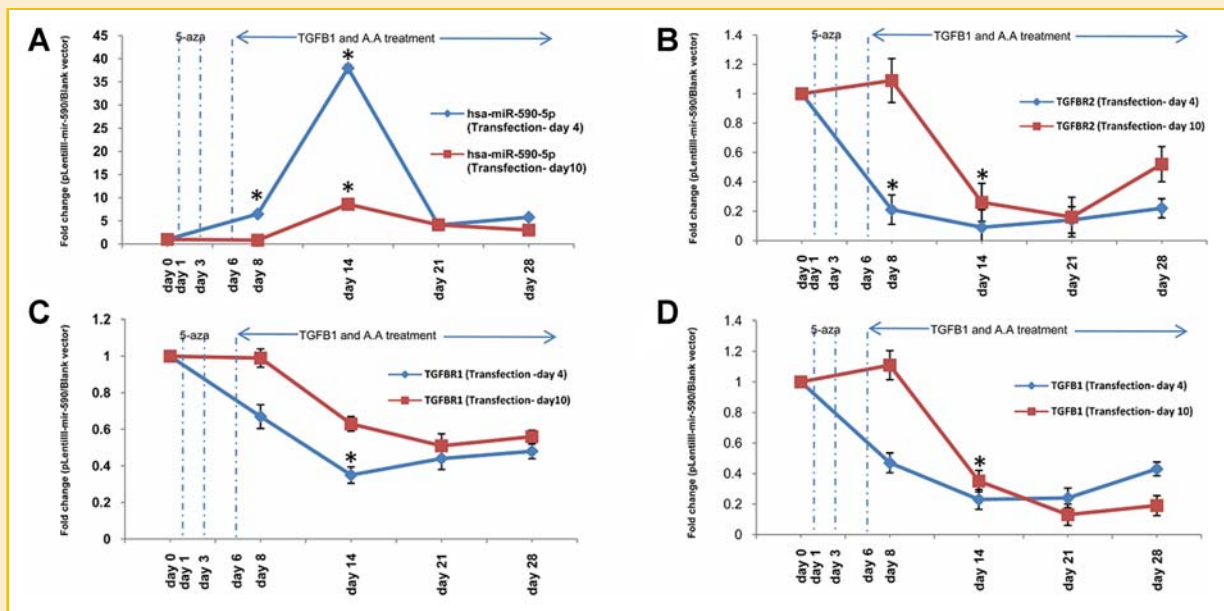 A
5-aza
TGFB1 and A.A treatment
45
40
35
30
25
20
15
10
5
0
Fold change (pLentiIII-mir-590/Blank vector)
*
*
*
hsa-miR-590-5p
(Transfection- day 4)
hsa-miR-590-5p
(Transfection- day10)
day 0
day 1
day 3
day 6
day 8
day 14
day 21
day 28
B
5-aza
TGFB1 and A.A treatment
1.4
1.2
1
0.8
0.6
0.4
0.2
0
Fold change (pLentiIII-mir-590/Blank vector)
TGFBR2 (Transfection- day 4)
TGFBR2 (Transfection- day 10)
*
*
day 0
day 1
day 3
day 6
day 8
day 14
day 21
day 28
C
5-aza
TGFB1 and A.A treatment
1.2
1
0.8
0.6
0.4
0.2
0
Fold change (pLentiIII-mir-590/Blank vector)
TGFBR1 (Transfection -day 4)
TGFBR1 (Transfection- day10)
*
day 0
day 1
day 3
day 6
day 8
day 14
day 21
day 28
D
5-aza
TGFB1 and A.A treatment
1.4
1.2
1
0.8
0.6
0.4
0.2
0
Fold change (pLentiIII-mir-590/Blank vector)
TGFB1 (Transfection- day 4)
TGFB1 (Transfection- day 10)
*
day 0
day 1
day 3
day 6
day 8
day 14
day 21
day 28